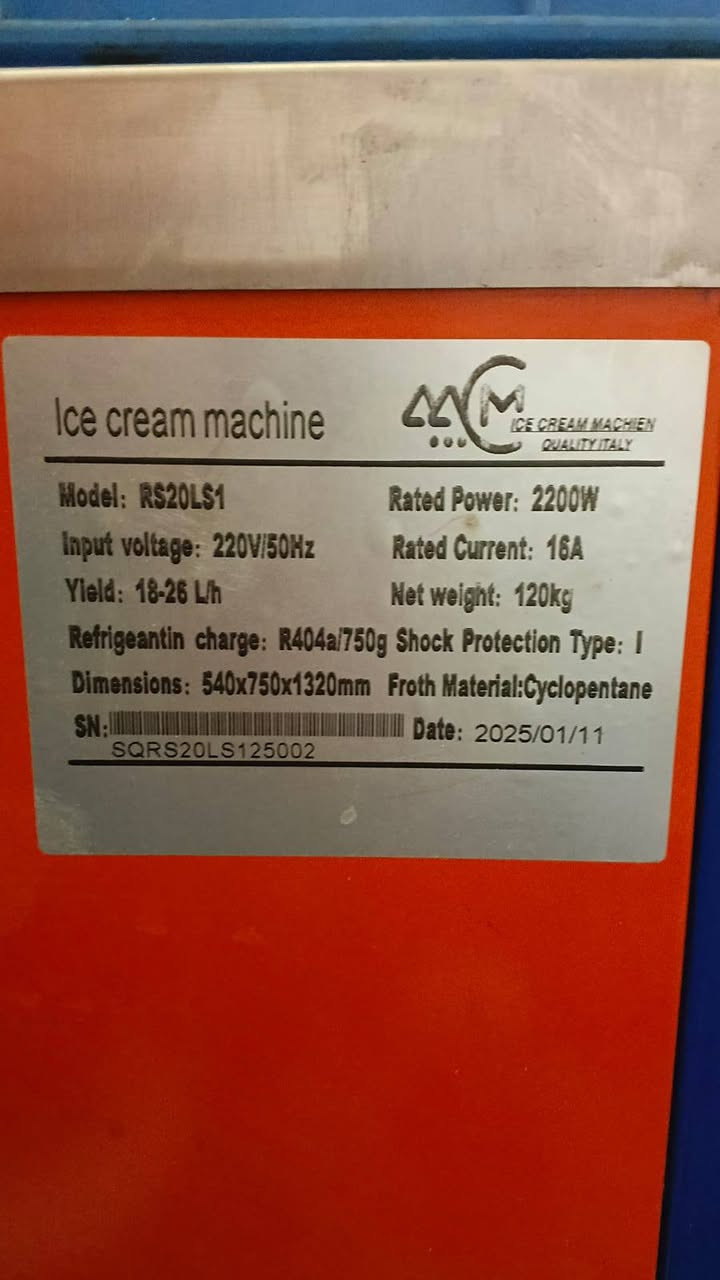 Ice cream machine
MCM
ICE CREAM MACHIEN
QUALITY ITALY
Model: RS20LS1 Rated Power: 2200W
Input voltage: 220V/50Hz Rated Current: 16A
Yield: 18-26 L/h Net weight: 120kg
Refrigeantin charge: R404a/750g Shock Protection Type: I
Dimensions: 540x750x1320mm Froth Material:Cyclopentane
SN: Date: 2025/01/11
SQRS20LS125002